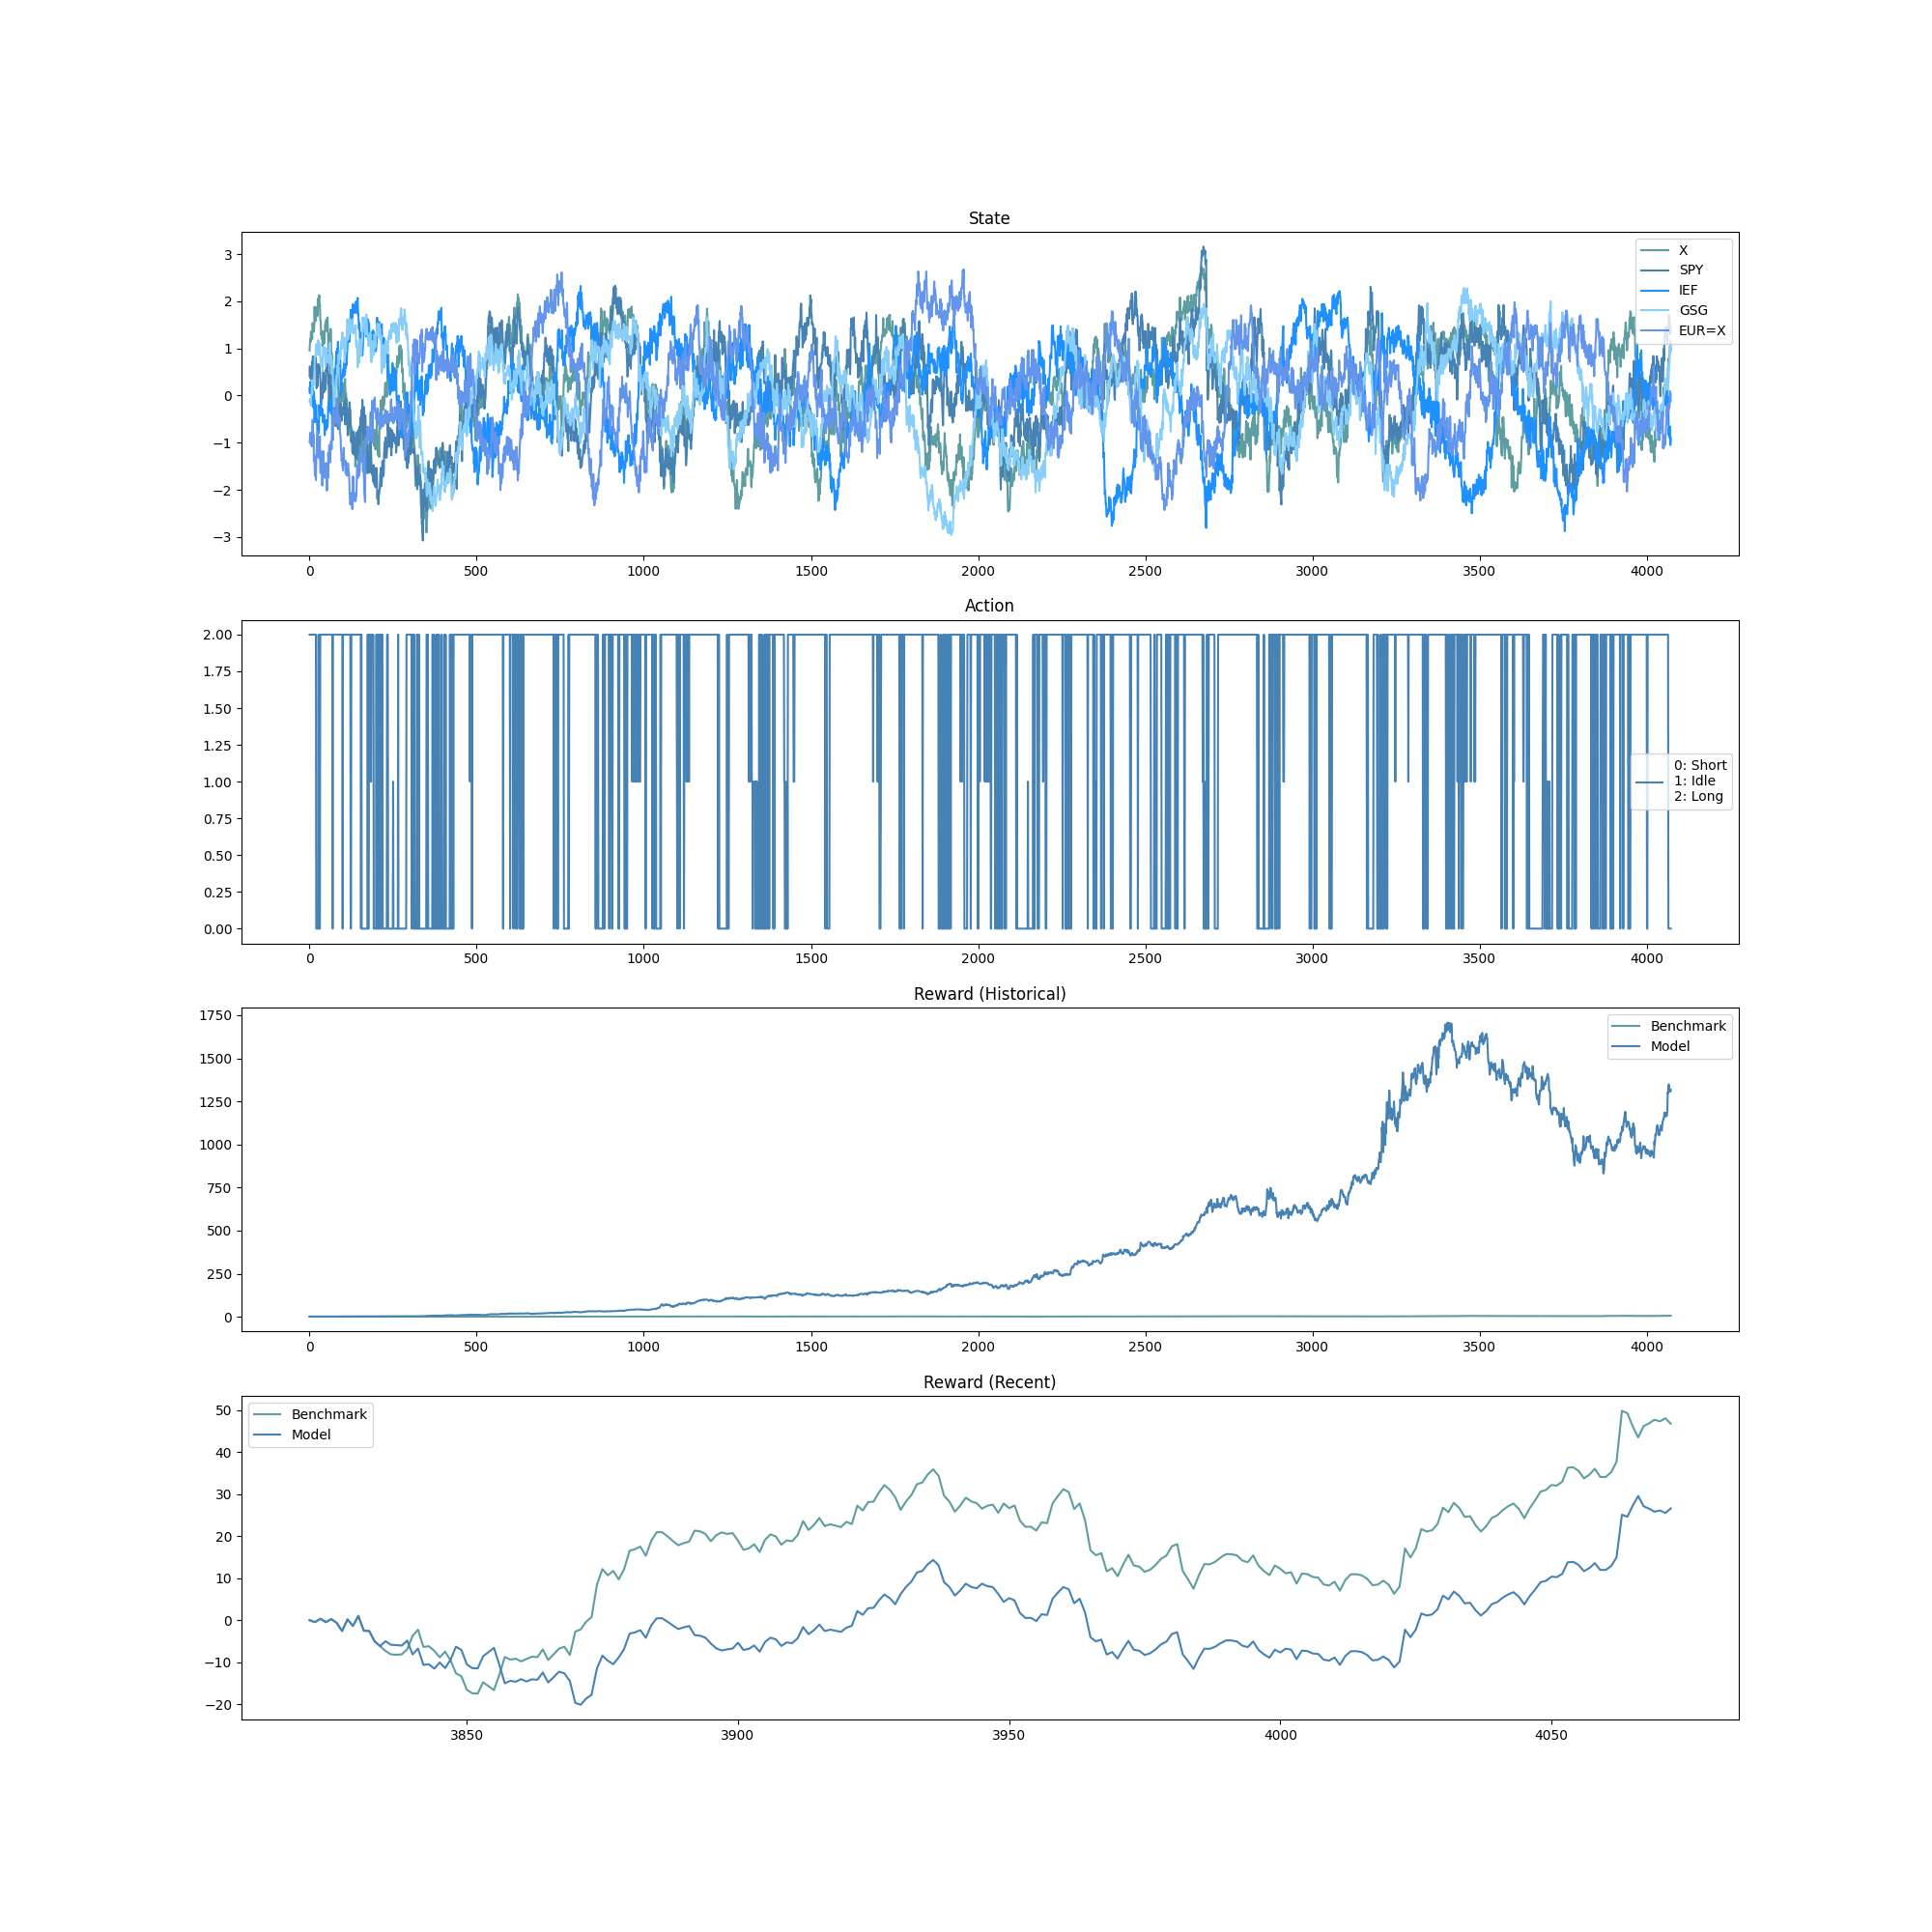 State
3
2
1
0
−1
−2
−3
X
SPY
IEF
GSG
EUR=X
0 500 1000 1500 2000 2500 3000 3500 4000
Action
2.00
1.75
1.50
1.25
1.00
0.75
0.50
0.25
0.00
0: Short
1: Idle
2: Long
0 500 1000 1500 2000 2500 3000 3500 4000
Reward (Historical)
1750
1500
1250
1000
750
500
250
0
Benchmark
Model
0 500 1000 1500 2000 2500 3000 3500 4000
Reward (Recent)
50
40
30
20
10
0
−10
−20
Benchmark
Model
3850 3900 3950 4000 4050